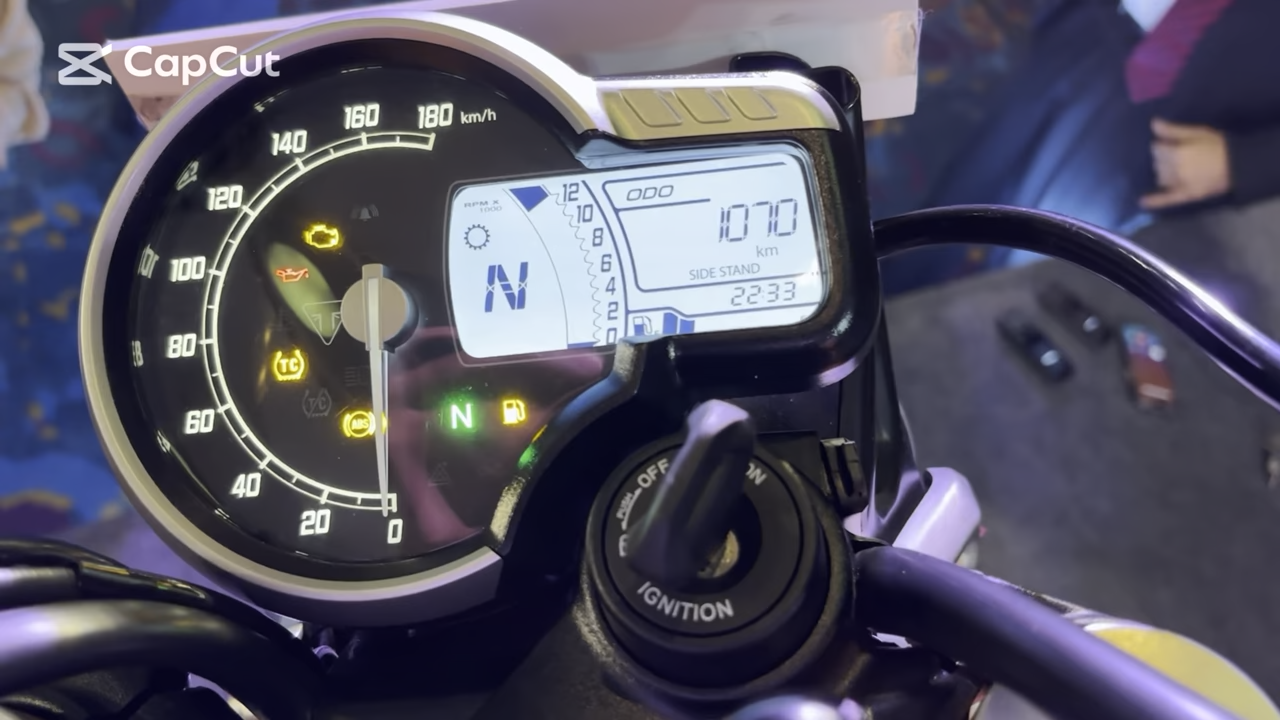 CapCut
180 km/h
160
140
120
100
80
60
40
20
0
TC
ABS
N
RPM X
1000
N
12
10
8
6
4
2
0
ODO
1070
km
SIDE STAND
22:33
OFF
ON
PUSH
IGNITION